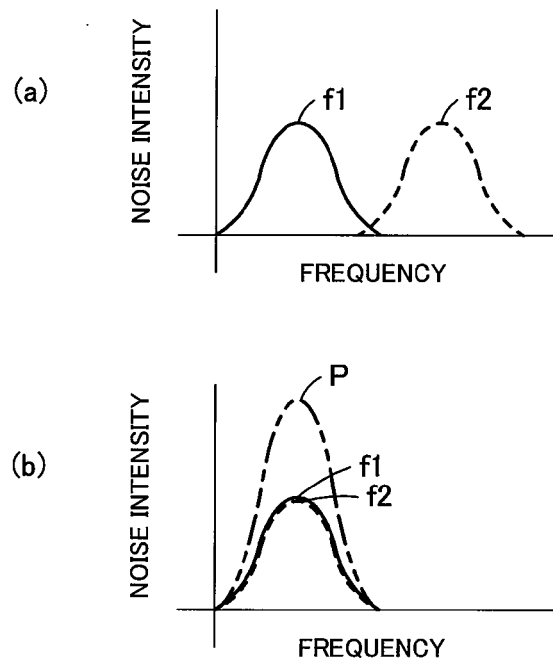 (a)
NOISE INTENSITY
f1
f2
FREQUENCY
(b)
NOISE INTENSITY
P
f1
f2
FREQUENCY